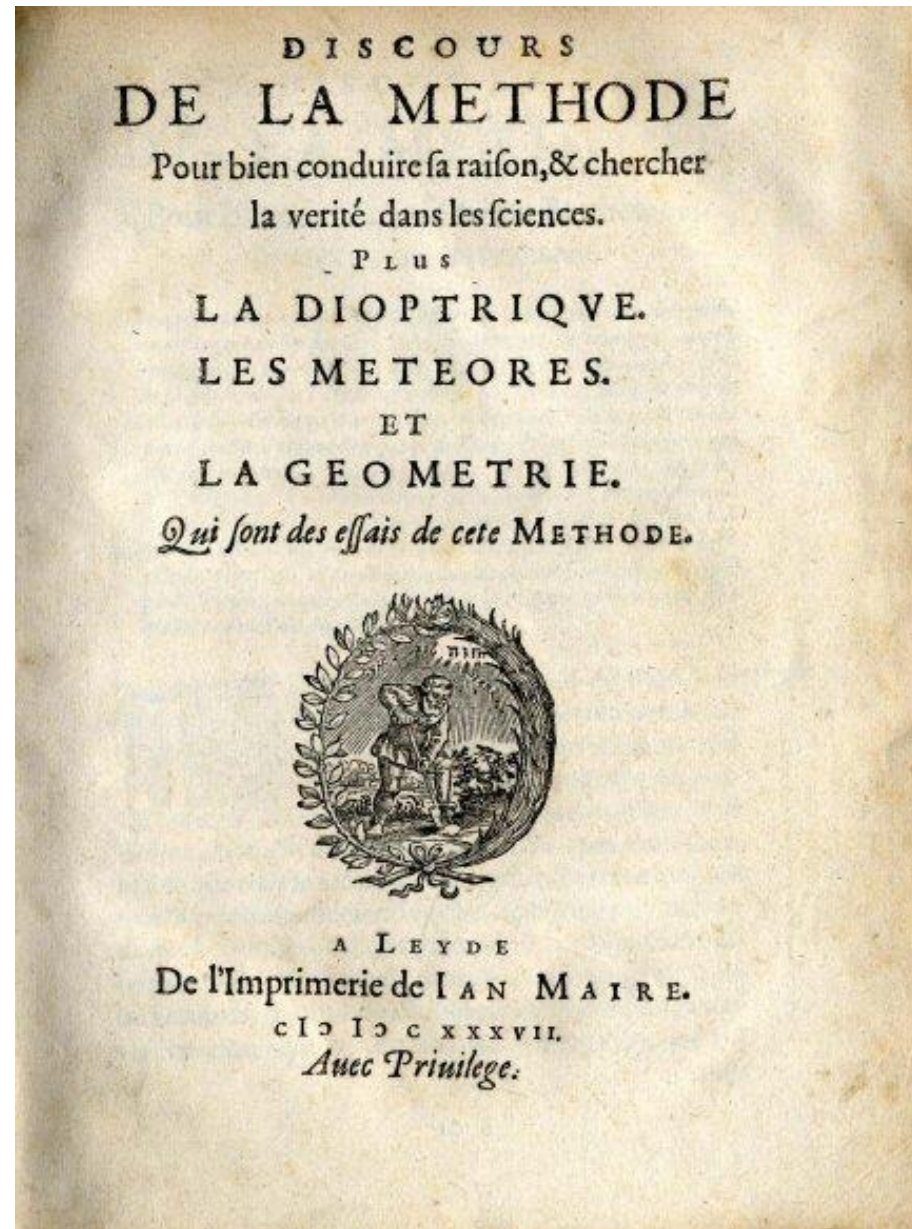 DISCOURS
DE LA METHODE
Pour bien conduire ſa raiſon, & chercher
la verité dans les ſciences.
PLUS
LA DIOPTRIQVE.
LES METEORES.
ET
LA GEOMETRIE.
Qui ſont des eſſais de cete METHODE.
A LEYDE
De l'Imprimerie de IAN MAIRE.
cIↄ Iↄ c xxxvii.
Auec Priuilege.